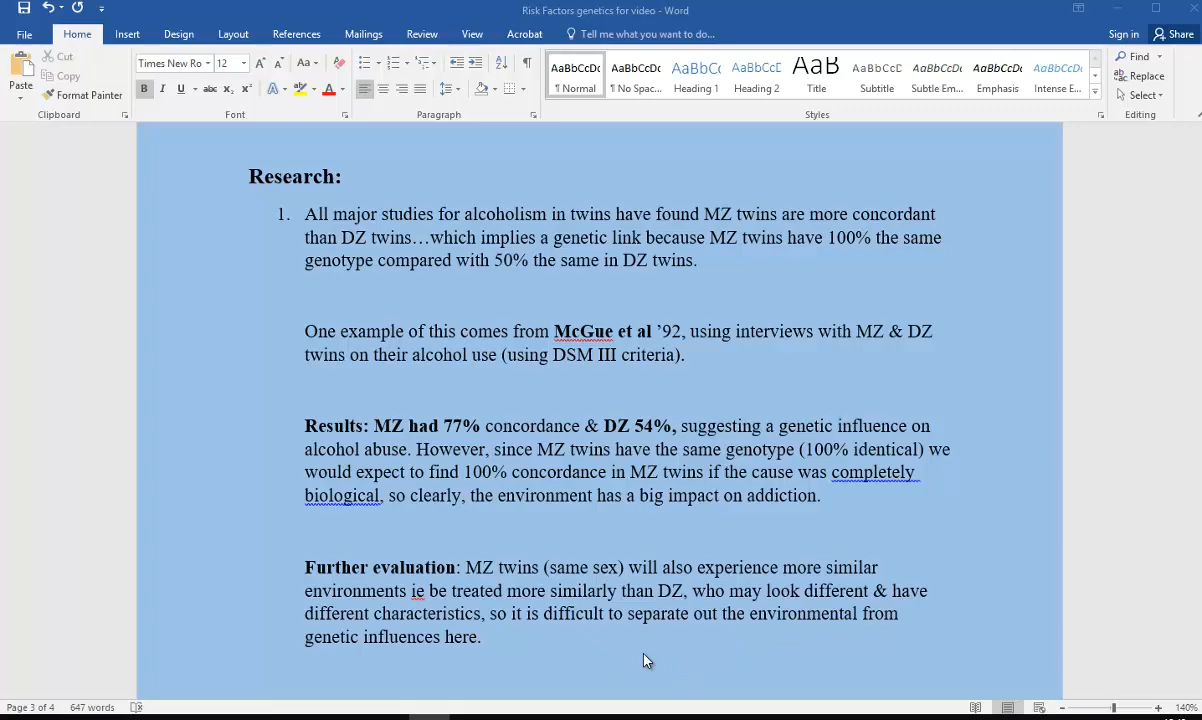 Risk Factors genetics for video - Word
File Home Insert Design Layout References Mailings Review View Acrobat Tell me what you want to do... Sign in Share
Cut
Copy
Format Painter
Paste
Clipboard
Times New Ro 12
Font
Paragraph
AaBbCcDc AaBbCcDc AaBbCc AaBbCcD AaB AaBbCcD AaBbCcDc AaBbCcDc AaBbCcDc
¶ Normal ¶ No Spac... Heading 1 Heading 2 Title Subtitle Subtle Em... Emphasis Intense E...
Styles
Find
Replace
Select
Editing
Research:
1. All major studies for alcoholism in twins have found MZ twins are more concordant
than DZ twins…which implies a genetic link because MZ twins have 100% the same
genotype compared with 50% the same in DZ twins.
One example of this comes from McGue et al ’92, using interviews with MZ & DZ
twins on their alcohol use (using DSM III criteria).
Results: MZ had 77% concordance & DZ 54%, suggesting a genetic influence on
alcohol abuse. However, since MZ twins have the same genotype (100% identical) we
would expect to find 100% concordance in MZ twins if the cause was completely
biological, so clearly, the environment has a big impact on addiction.
Further evaluation: MZ twins (same sex) will also experience more similar
environments ie be treated more similarly than DZ, who may look different & have
different characteristics, so it is difficult to separate out the environmental from
genetic influences here.
Page 3 of 4 647 words 140%